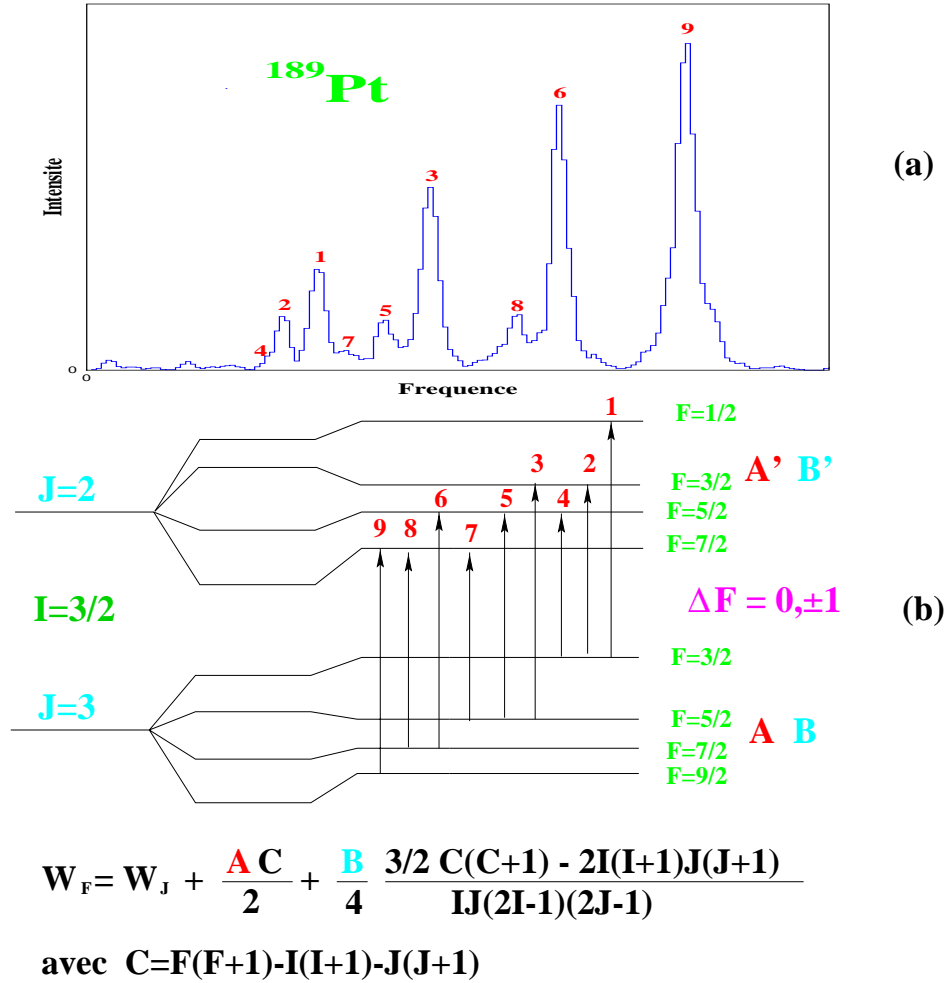 189Pt
Intensite
9
6
3
1
2
5
8
7
4
0
0
Frequence
(a)
1
F=1/2
3 2
F=3/2
A' B'
J=2
6 5 4
F=5/2
9 8 7
F=7/2
I=3/2
ΔF = 0,±1
(b)
F=3/2
J=3
F=5/2
A B
F=7/2
F=9/2
W F = W J + A C / 2 + B / 4 3/2 C(C+1) - 2I(I+1)J(J+1) / IJ(2I-1)(2J-1)
avec C=F(F+1)-I(I+1)-J(J+1)